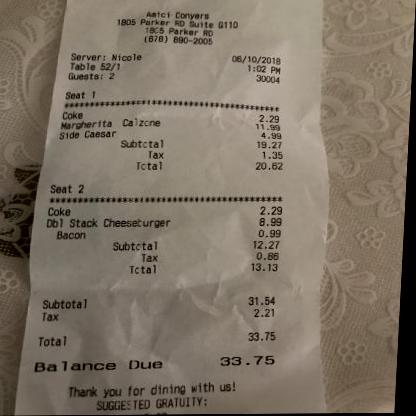 Amici Conyers
1805 Parker RD Suite G110
1805 Parker RD
(678) 890-2005
Server: Nicole 06/10/2018
Table 52/1 1:02 PM
Guests: 2 30004
Seat 1
****************************************
Coke 2.29
Margherita Calzone 11.99
Side Caesar 4.99
Subtotal 19.27
Tax 1.35
Total 20.62
Seat 2
****************************************
Coke 2.29
Dbl Stack Cheeseburger 8.99
Bacon 0.99
Subtotal 12.27
Tax 0.86
Total 13.13
Subtotal 31.54
Tax 2.21
Total 33.75
Balance Due 33.75
Thank you for dining with us!
SUGGESTED GRATUITY: